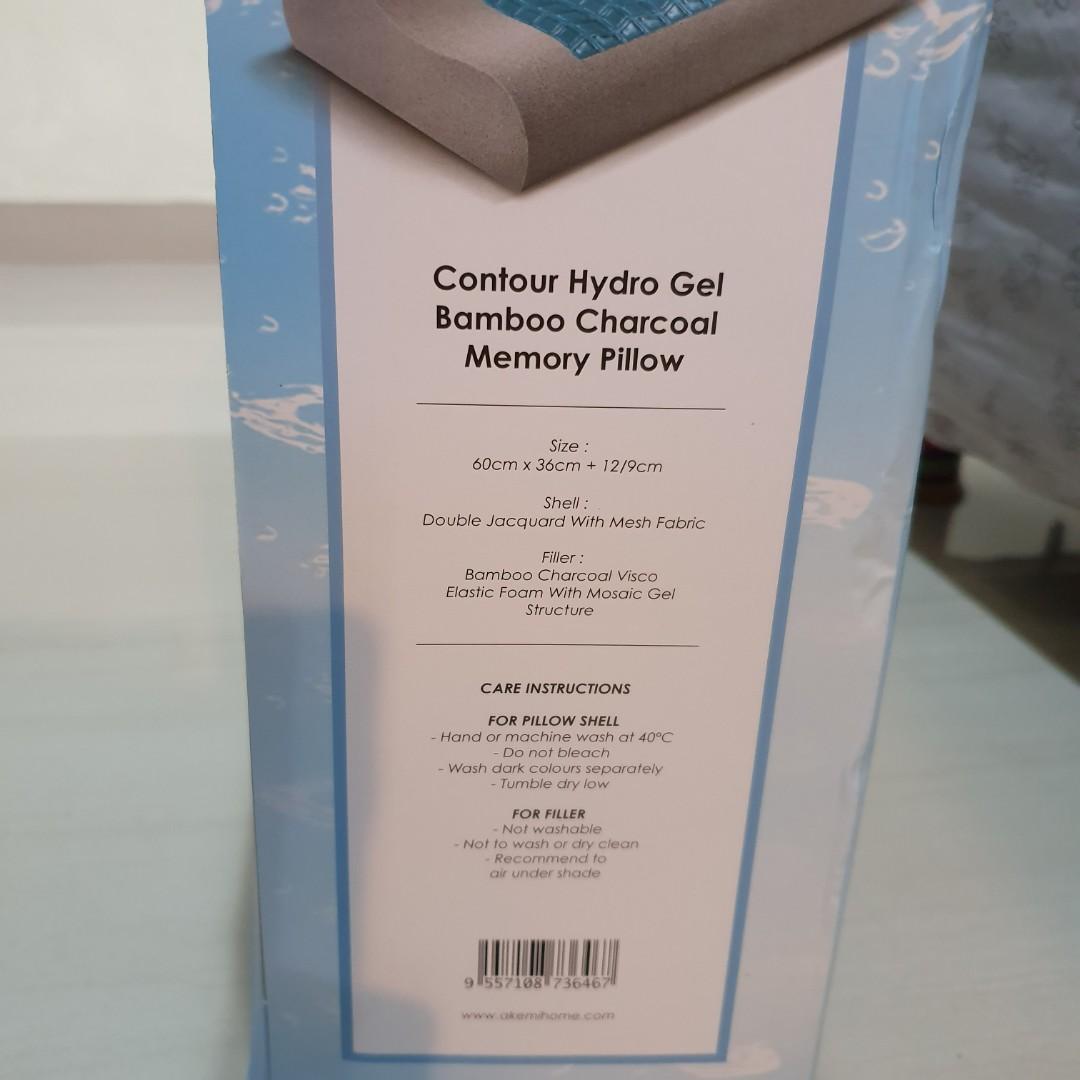 Contour Hydro Gel
Bamboo Charcoal
Memory Pillow
Size :
60cm x 36cm + 12/9cm
Shell :
Double Jacquard With Mesh Fabric
Filler :
Bamboo Charcoal Visco
Elastic Foam With Mosaic Gel
Structure
CARE INSTRUCTIONS
FOR PILLOW SHELL
- Hand or machine wash at 40°C
- Do not bleach
- Wash dark colours separately
- Tumble dry low
FOR FILLER
- Not washable
- Not to wash or dry clean
- Recommend to
air under shade
9 557108 736467
www.akemihome.com